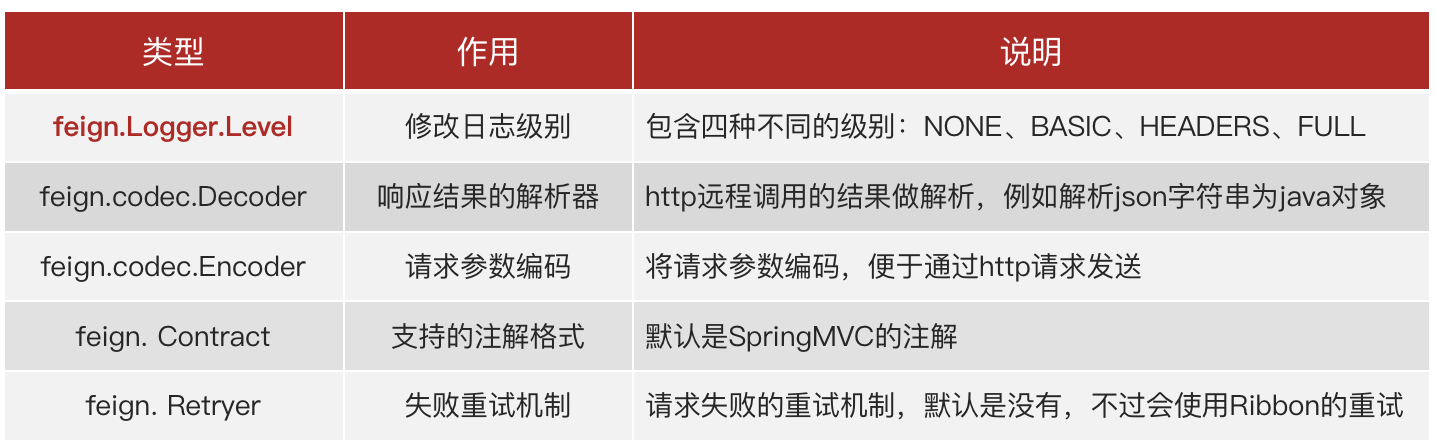 类型 作用 说明
feign.Logger.Level 修改日志级别 包含四种不同的级别：NONE、BASIC、HEADERS、FULL
feign.codec.Decoder 响应结果的解析器 http远程调用的结果做解析，例如解析json字符串为java对象
feign.codec.Encoder 请求参数编码 将请求参数编码，便于通过http请求发送
feign. Contract 支持的注解格式 默认是SpringMVC的注解
feign. Retryer 失败重试机制 请求失败的重试机制，默认是没有，不过会使用Ribbon的重试